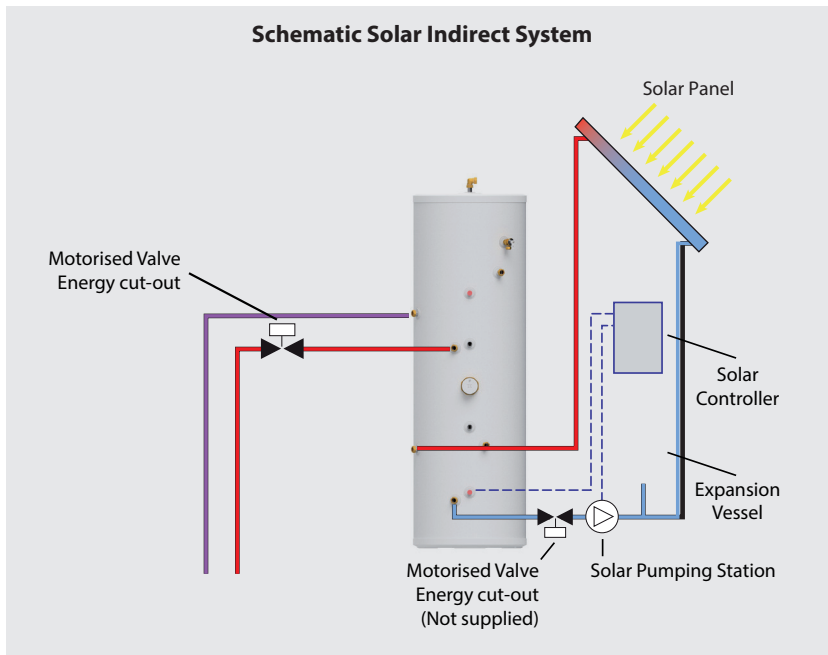 Schematic Solar Indirect System
Solar Panel
Motorised Valve
Energy cut-out
Solar
Controller
Expansion
Vessel
Motorised Valve
Energy cut-out
(Not supplied)
Solar Pumping Station